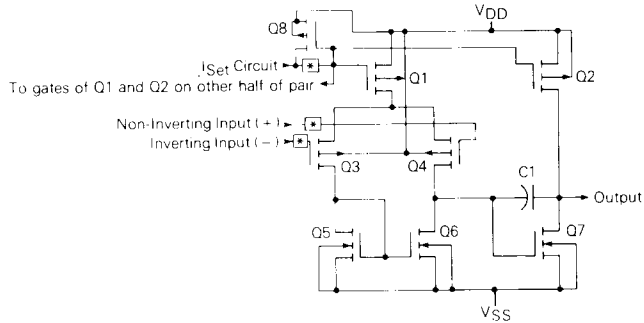 VDD
Q8
ISet Circuit
Q1
Q2
To gates of Q1 and Q2 on other half of pair
Non-Inverting Input (+)
Inverting Input (−)
Q3
Q4
C1
Output
Q5
Q6
Q7
VSS